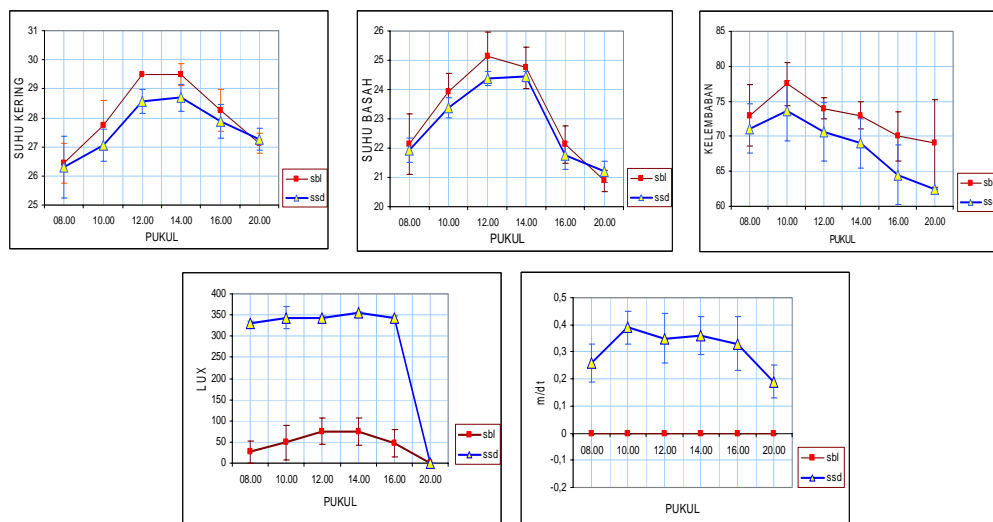 SUHU KERING
31
30
29
28
27
26
25
08.00 10.00 12.00 14.00 16.00 20.00
PUKUL
sbl
ssd
SUHU BASAH
26
25
24
23
22
21
20
08.00 10.00 12.00 14.00 16.00 20.00
PUKUL
sbl
ssd
KELEMBABAN
85
80
75
70
65
60
08.00 10.00 12.00 14.00 16.00 20.00
PUKUL
sbl
ssd
LUX
400
350
300
250
200
150
100
50
0
08.00 10.00 12.00 14.00 16.00 20.00
PUKUL
sbl
ssd
m/dt
0,5
0,4
0,3
0,2
0,1
0
-0,1
-0,2
08.00 10.00 12.00 14.00 16.00 20.00
PUKUL
sbl
ssd